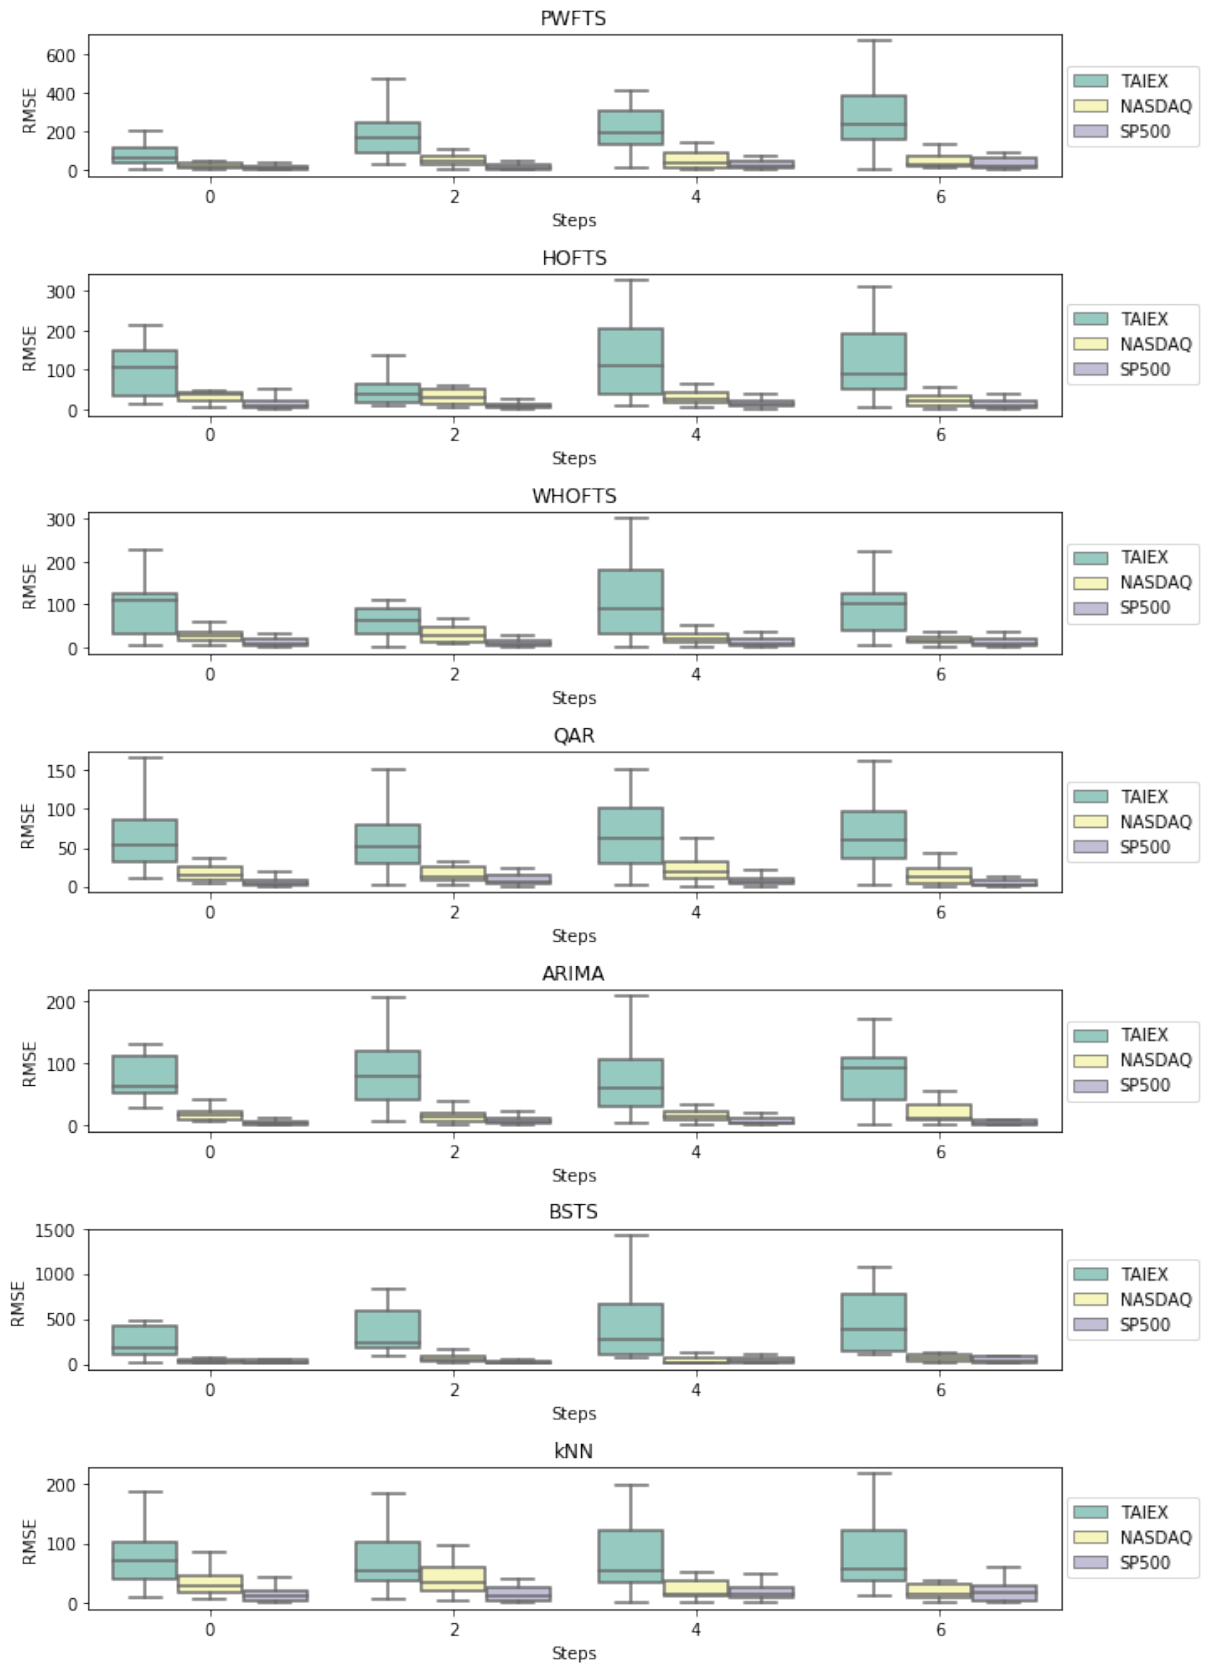 PWFTS
600
400
200
0
RMSE
0 2 4 6
Steps
TAIEX
NASDAQ
SP500
HOFTS
300
200
100
0
RMSE
0 2 4 6
Steps
TAIEX
NASDAQ
SP500
WHOFTS
300
200
100
0
RMSE
0 2 4 6
Steps
TAIEX
NASDAQ
SP500
QAR
150
100
50
0
RMSE
0 2 4 6
Steps
TAIEX
NASDAQ
SP500
ARIMA
200
100
0
RMSE
0 2 4 6
Steps
TAIEX
NASDAQ
SP500
BSTS
1500
1000
500
0
RMSE
0 2 4 6
Steps
TAIEX
NASDAQ
SP500
kNN
200
100
0
RMSE
0 2 4 6
Steps
TAIEX
NASDAQ
SP500